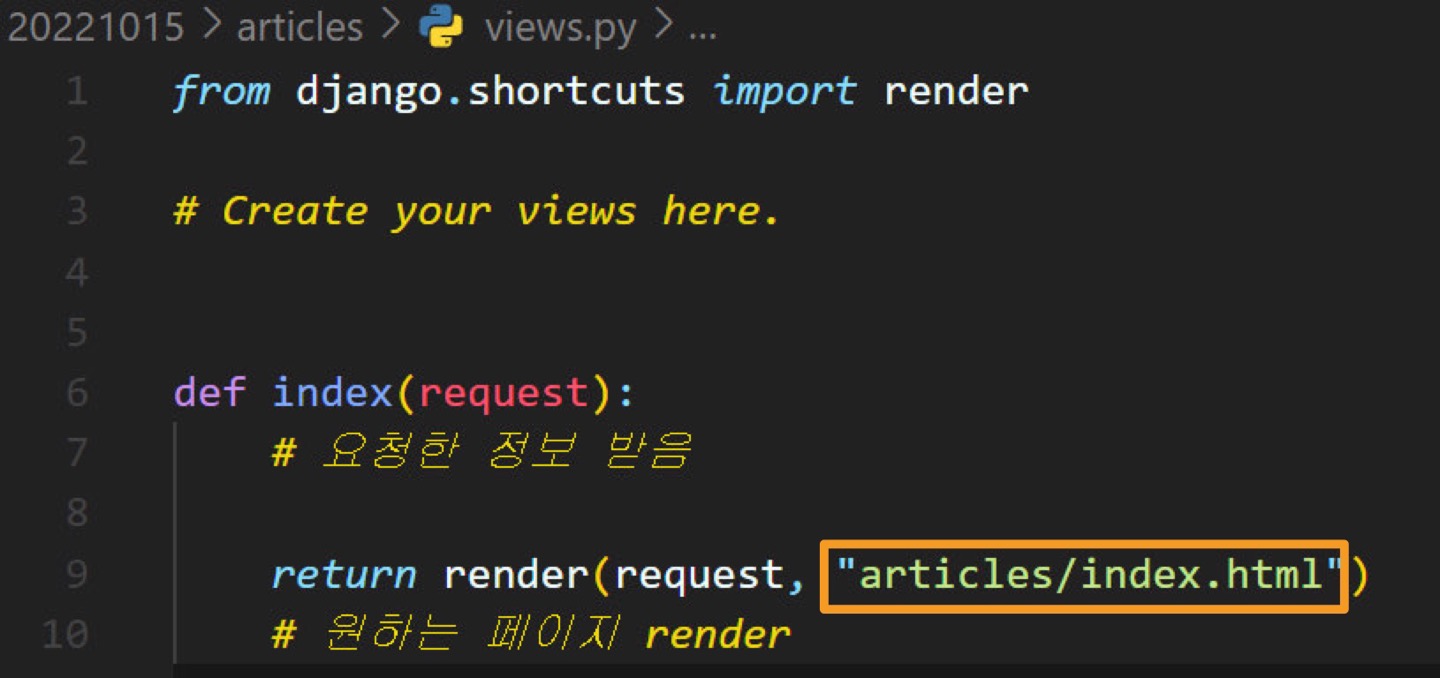 20221015 > articles > views.py > ...
1 from django.shortcuts import render
2
3 # Create your views here.
4
5
6 def index(request):
7 # 요청한 정보 받음
8
9 return render(request, "articles/index.html")
10 # 원하는 페이지 render